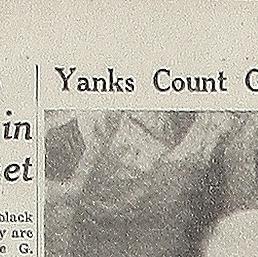 Yanks Count G
in
et
black
y are
e G.